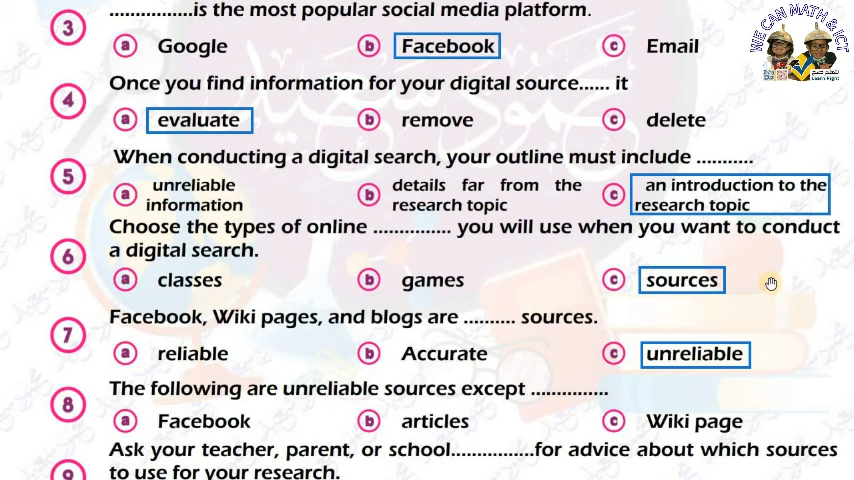 WE CAN MATH & ICT
نتعلم صح
Learn Right
3 .................is the most popular social media platform.
a Google b Facebook c Email
4 Once you find information for your digital source...... it
a evaluate b remove c delete
5 When conducting a digital search, your outline must include ...........
a unreliable information b details far from the research topic c an introduction to the research topic
6 Choose the types of online ............... you will use when you want to conduct
a digital search.
a classes b games c sources
7 Facebook, Wiki pages, and blogs are .......... sources.
a reliable b Accurate c unreliable
8 The following are unreliable sources except ...............
a Facebook b articles c Wiki page
9 Ask your teacher, parent, or school................for advice about which sources
to use for your research.